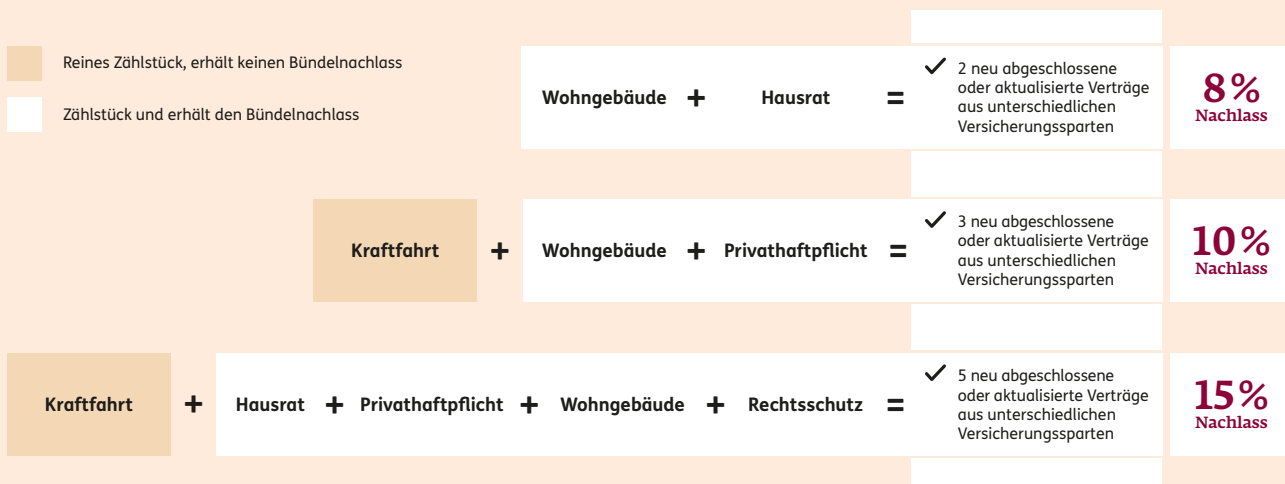 Reines Zählstück, erhält keinen Bündelnachlass
Zählstück und erhält den Bündelnachlass
Wohngebäude + Hausrat =
2 neu abgeschlossene
oder aktualisierte Verträge
aus unterschiedlichen
Versicherungssparten
8%
Nachlass
Kraftfahrt + Wohngebäude + Privathaftpflicht =
3 neu abgeschlossene
oder aktualisierte Verträge
aus unterschiedlichen
Versicherungssparten
10%
Nachlass
Kraftfahrt + Hausrat + Privathaftpflicht + Wohngebäude + Rechtsschutz =
5 neu abgeschlossene
oder aktualisierte Verträge
aus unterschiedlichen
Versicherungssparten
15%
Nachlass